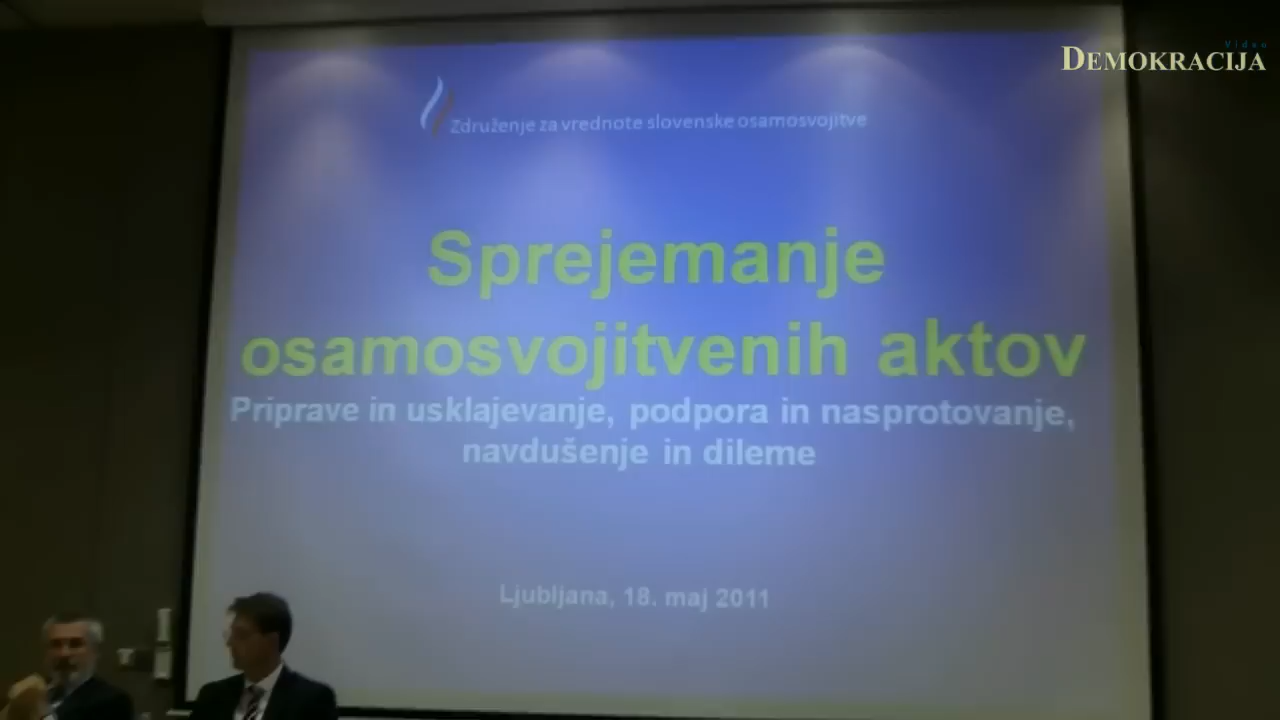 Video
DEMOKRACIJA
Združenje za vrednote slovenske osamosvojitve
Sprejemanje
osamosvojitvenih aktov
Priprave in usklajevanje, podpora in nasprotovanje,
navdušenje in dileme
Ljubljana, 18. maj 2011